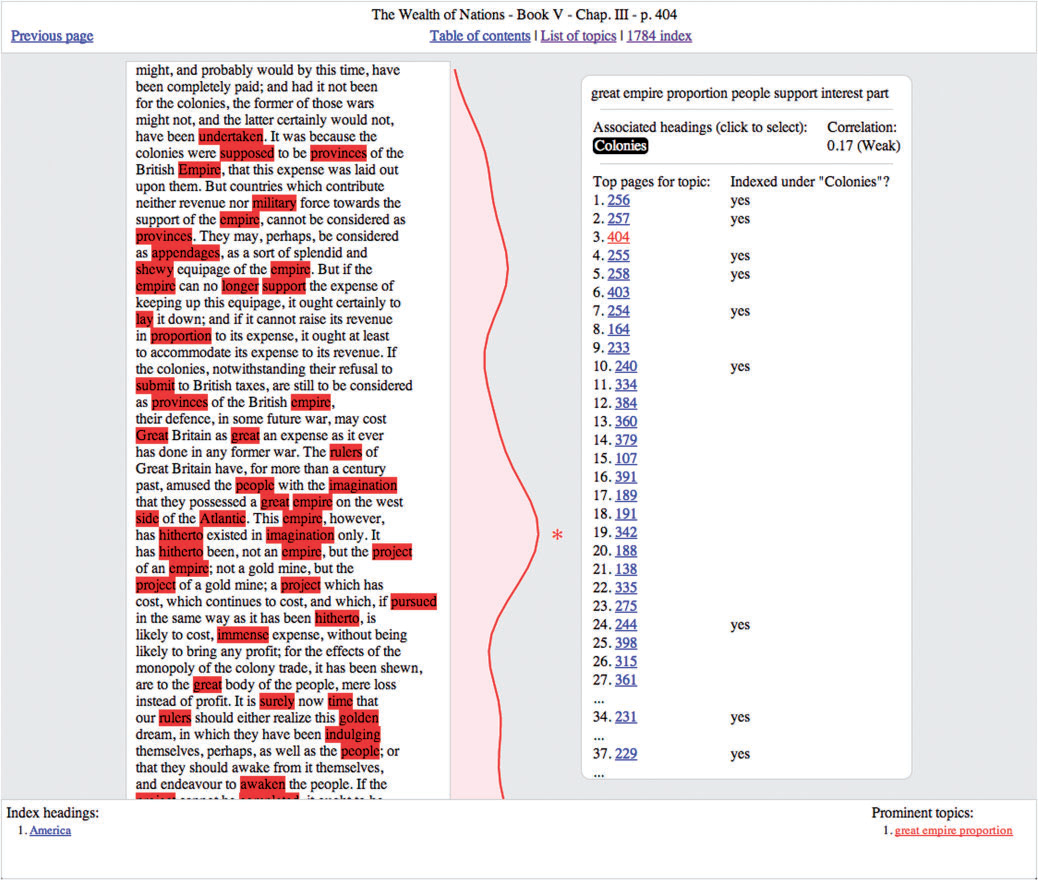 The Wealth of Nations - Book V - Chap. III - p. 404
Previous page
Table of contents | List of topics | 1784 index
might, and probably would by this time, have
been completely paid; and had it not been
for the colonies, the former of those wars
might not, and the latter certainly would not,
have been undertaken. It was because the
colonies were supposed to be provinces of the
British Empire, that this expense was laid out
upon them. But countries which contribute
neither revenue nor military force towards the
support of the empire, cannot be considered as
provinces. They may, perhaps, be considered
as appendages, as a sort of splendid and
shewy equipage of the empire. But if the
empire can no longer support the expense of
keeping up this equipage, it ought certainly to
lay it down; and if it cannot raise its revenue
in proportion to its expense, it ought at least
to accommodate its expense to its revenue. If
the colonies, notwithstanding their refusal to
submit to British taxes, are still to be considered
as provinces of the British empire,
their defence, in some future war, may cost
Great Britain as great an expense as it ever
has done in any former war. The rulers of
Great Britain have, for more than a century
past, amused the people with the imagination
that they possessed a great empire on the west
side of the Atlantic. This empire, however,
has hitherto existed in imagination only. It
has hitherto been, not an empire, but the project
of an empire; not a gold mine, but the
project of a gold mine; a project which has
cost, which continues to cost, and which, if pursued
in the same way as it has been hitherto, is
likely to cost, immense expense, without being
likely to bring any profit; for the effects of the
monopoly of the colony trade, it has been shewn,
are to the great body of the people, mere loss
instead of profit. It is surely now time that
our rulers should either realize this golden
dream, in which they have been indulging
themselves, perhaps, as well as the people; or
that they should awake from it themselves,
and endeavour to awaken the people. If the
*
great empire proportion people support interest part
Associated headings (click to select): Correlation:
Colonies 0.17 (Weak)
Top pages for topic: Indexed under "Colonies"?
1. 256 yes
2. 257 yes
3. 404
4. 255 yes
5. 258 yes
6. 403
7. 254 yes
8. 164
9. 233
10. 240 yes
11. 334
12. 384
13. 360
14. 379
15. 107
16. 391
17. 189
18. 191
19. 342
20. 188
21. 138
22. 335
23. 275
24. 244 yes
25. 398
26. 315
27. 361
...
34. 231 yes
...
37. 229 yes
...
Index headings:
1. America
Prominent topics:
1. great empire proportion